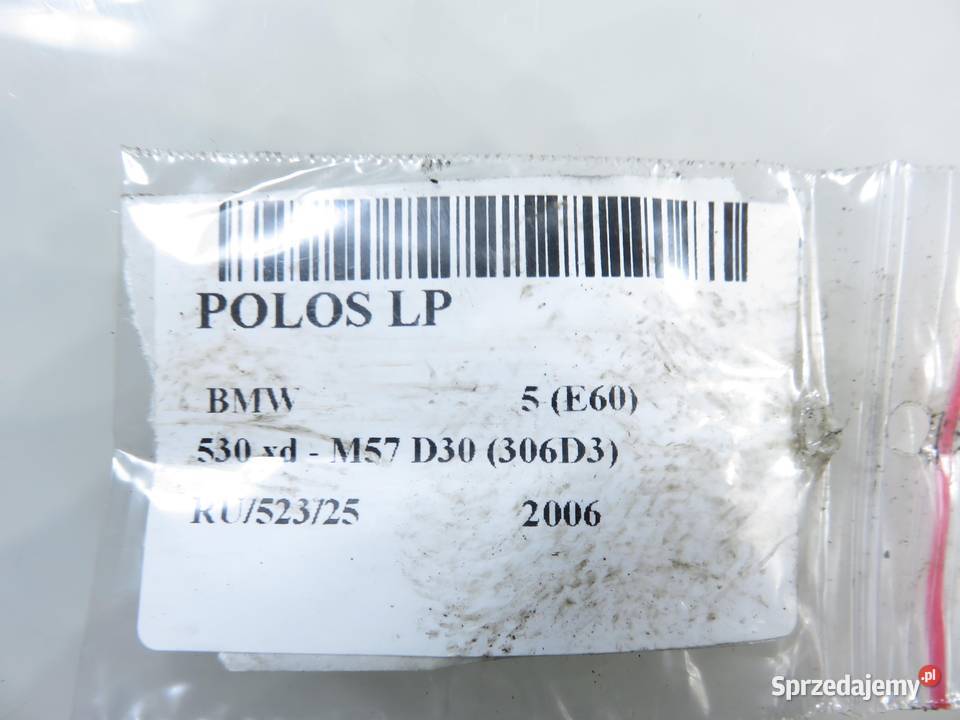 POLOS LP
BMW 5 (E60)
530 xd - M57 D30 (306D3)
RU/523/25 2006
Sprzedajemy.pl